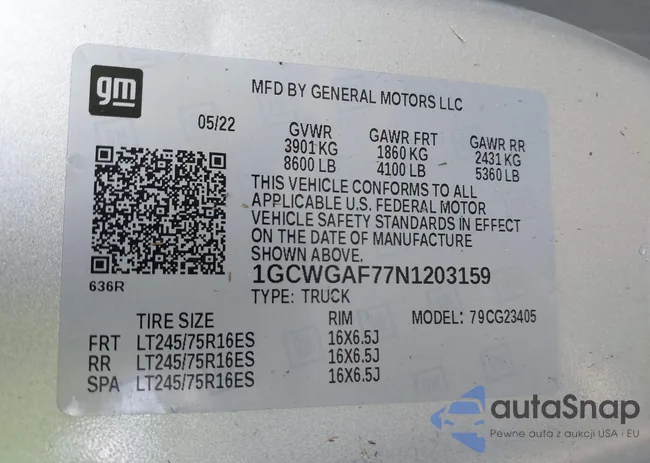 gm
MFD BY GENERAL MOTORS LLC
05/22
GVWR GAWR FRT GAWR RR
3901 KG 1860 KG 2431 KG
8600 LB 4100 LB 5360 LB
THIS VEHICLE CONFORMS TO ALL
APPLICABLE U.S. FEDERAL MOTOR
VEHICLE SAFETY STANDARDS IN EFFECT
ON THE DATE OF MANUFACTURE
SHOWN ABOVE.
636R
1GCWGAF77N1203159
TYPE: TRUCK
TIRE SIZE RIM MODEL: 79CG23405
FRT LT245/75R16ES 16X6.5J
RR LT245/75R16ES 16X6.5J
SPA LT245/75R16ES 16X6.5J
autaSnap
Pewne auta z aukcji USA i EU